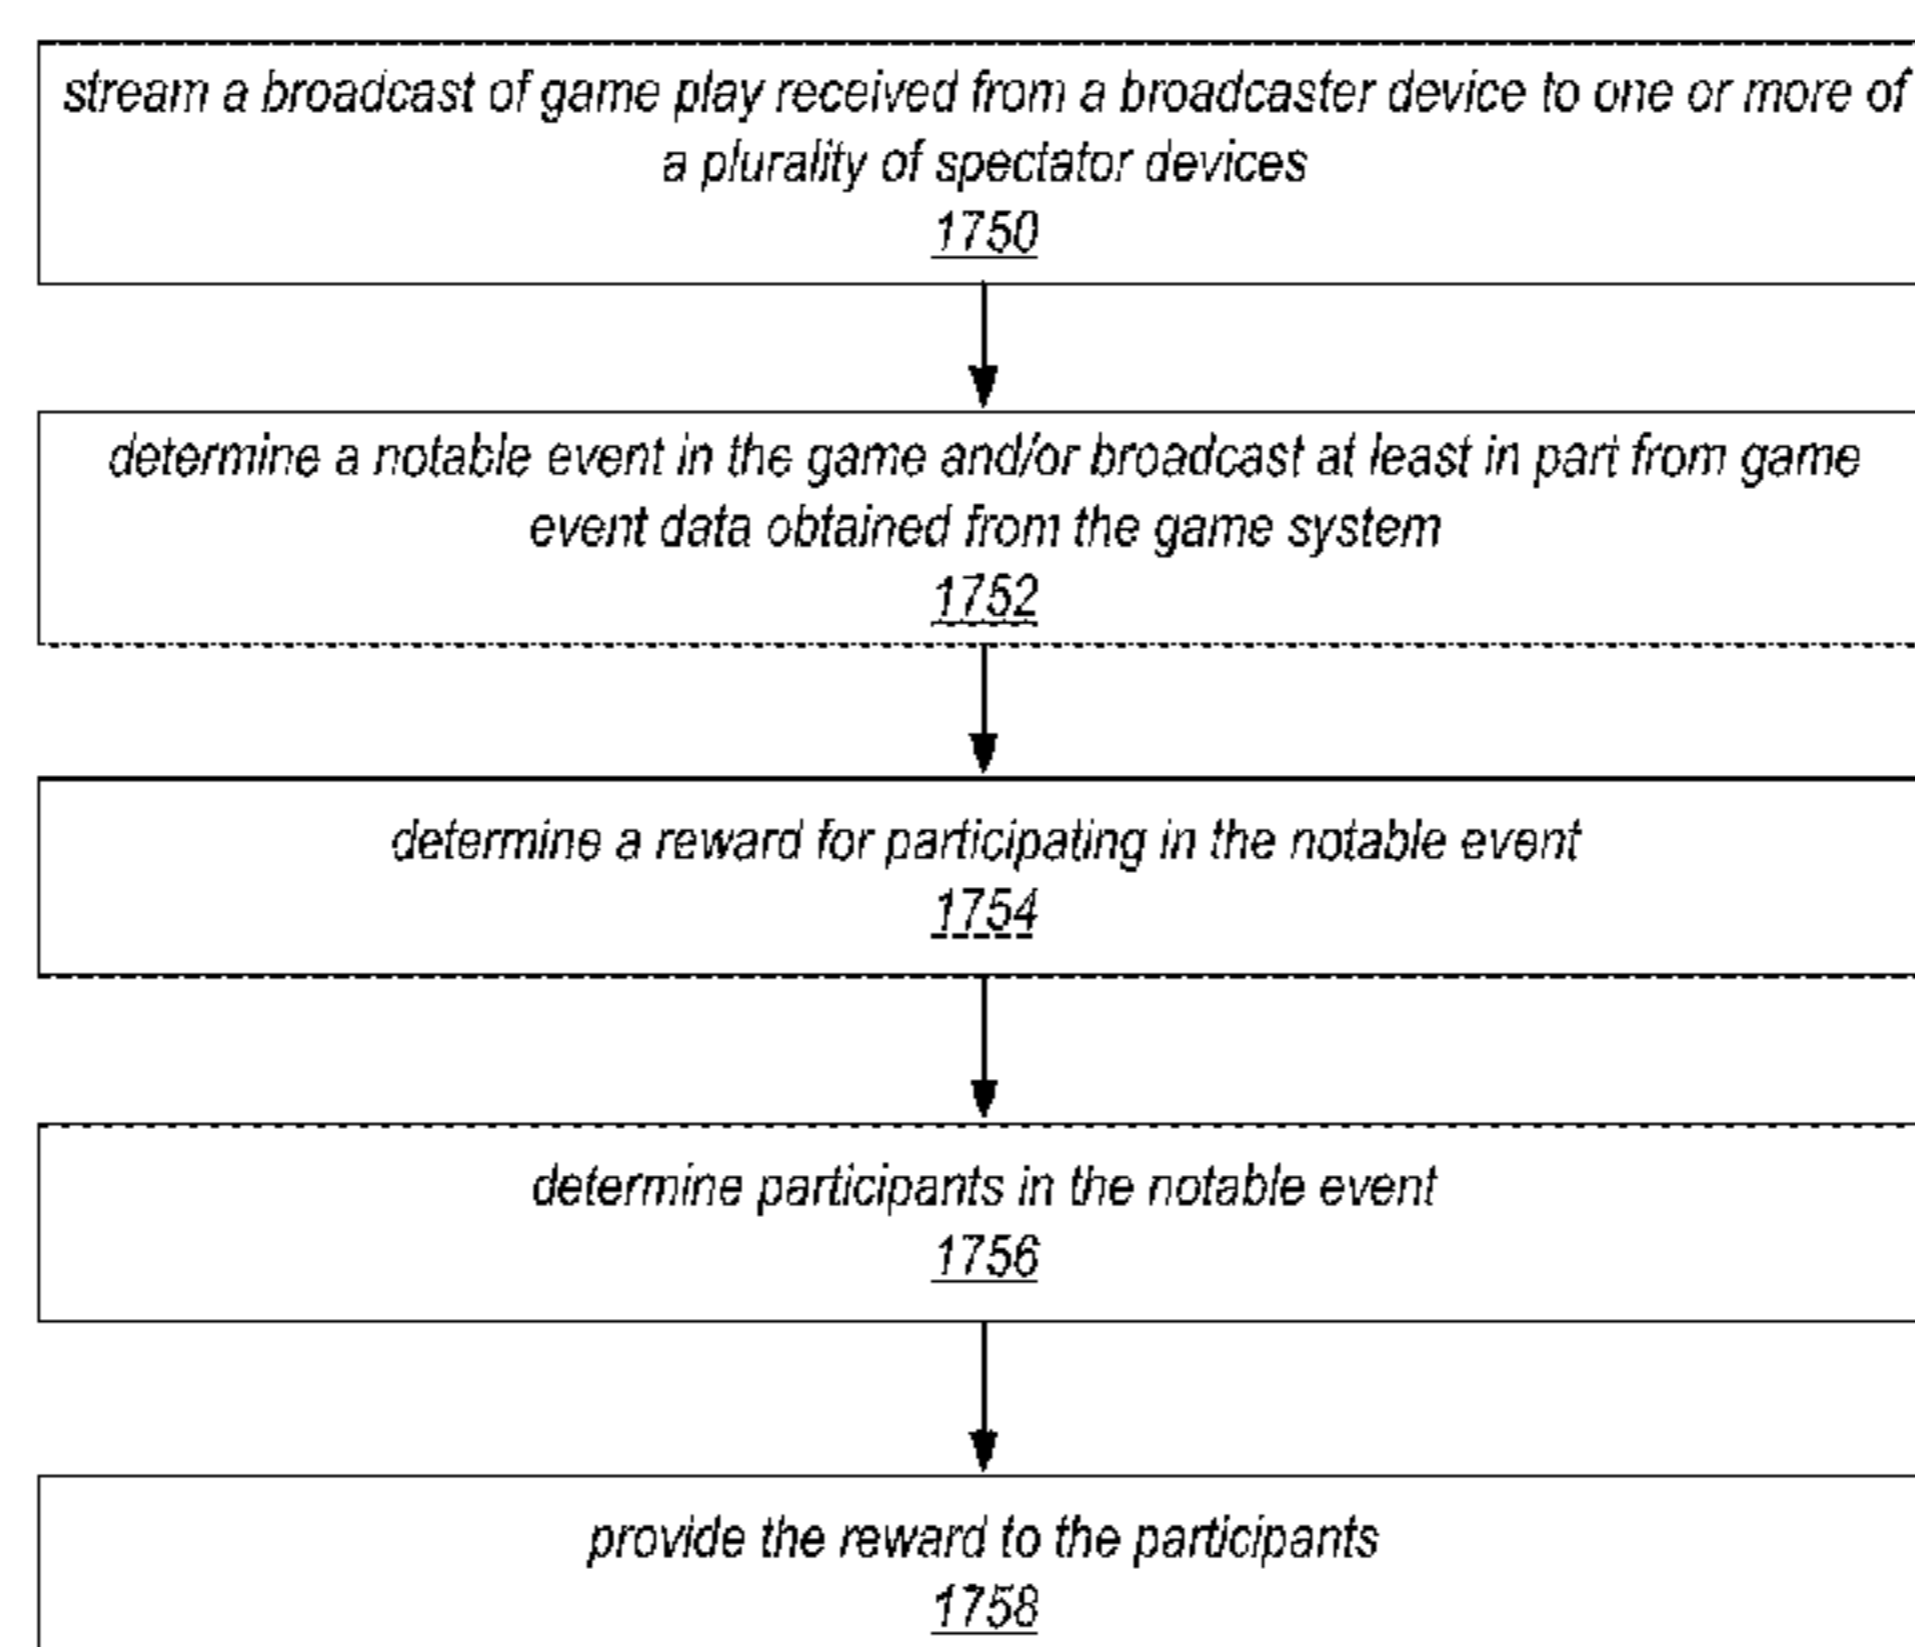 stream a broadcast of game play received from a broadcaster device to one or more of
a plurality of spectator devices
1750
determine a notable event in the game and/or broadcast at least in part from game
event data obtained from the game system
1752
determine a reward for participating in the notable event
1754
determine participants in the notable event
1756
provide the reward to the participants
1758